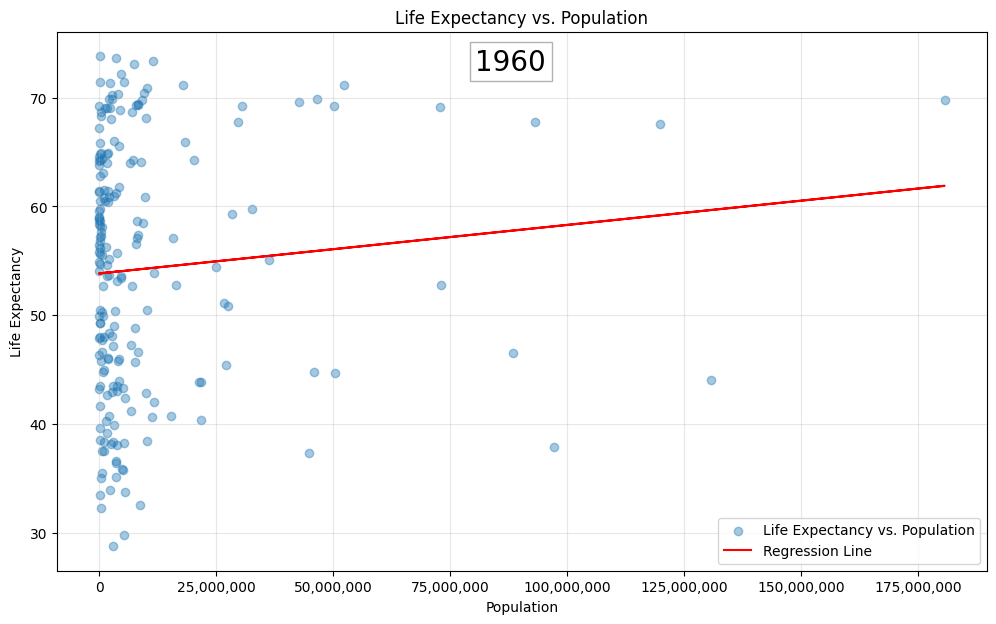 Life Expectancy vs. Population
1960
70
60
50
40
30
Life Expectancy
Life Expectancy vs. Population
Regression Line
0
25,000,000
50,000,000
75,000,000
100,000,000
125,000,000
150,000,000
175,000,000
Population